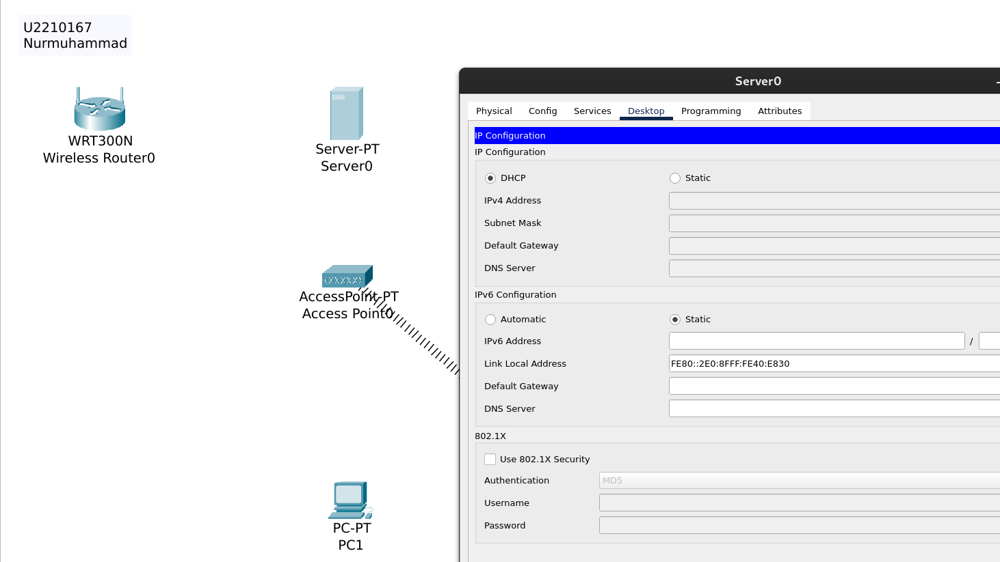 U2210167
Nurmuhammad
WRT300N
Wireless Router0
Server-PT
Server0
AccessPoint-PT
Access Point0
PC-PT
PC1
Server0
Physical Config Services Desktop Programming Attributes
IP Configuration
IP Configuration
DHCP Static
IPv4 Address
Subnet Mask
Default Gateway
DNS Server
IPv6 Configuration
Automatic Static
IPv6 Address /
Link Local Address FE80::2E0:8FFF:FE40:E830
Default Gateway
DNS Server
802.1X
Use 802.1X Security
Authentication MD5
Username
Password